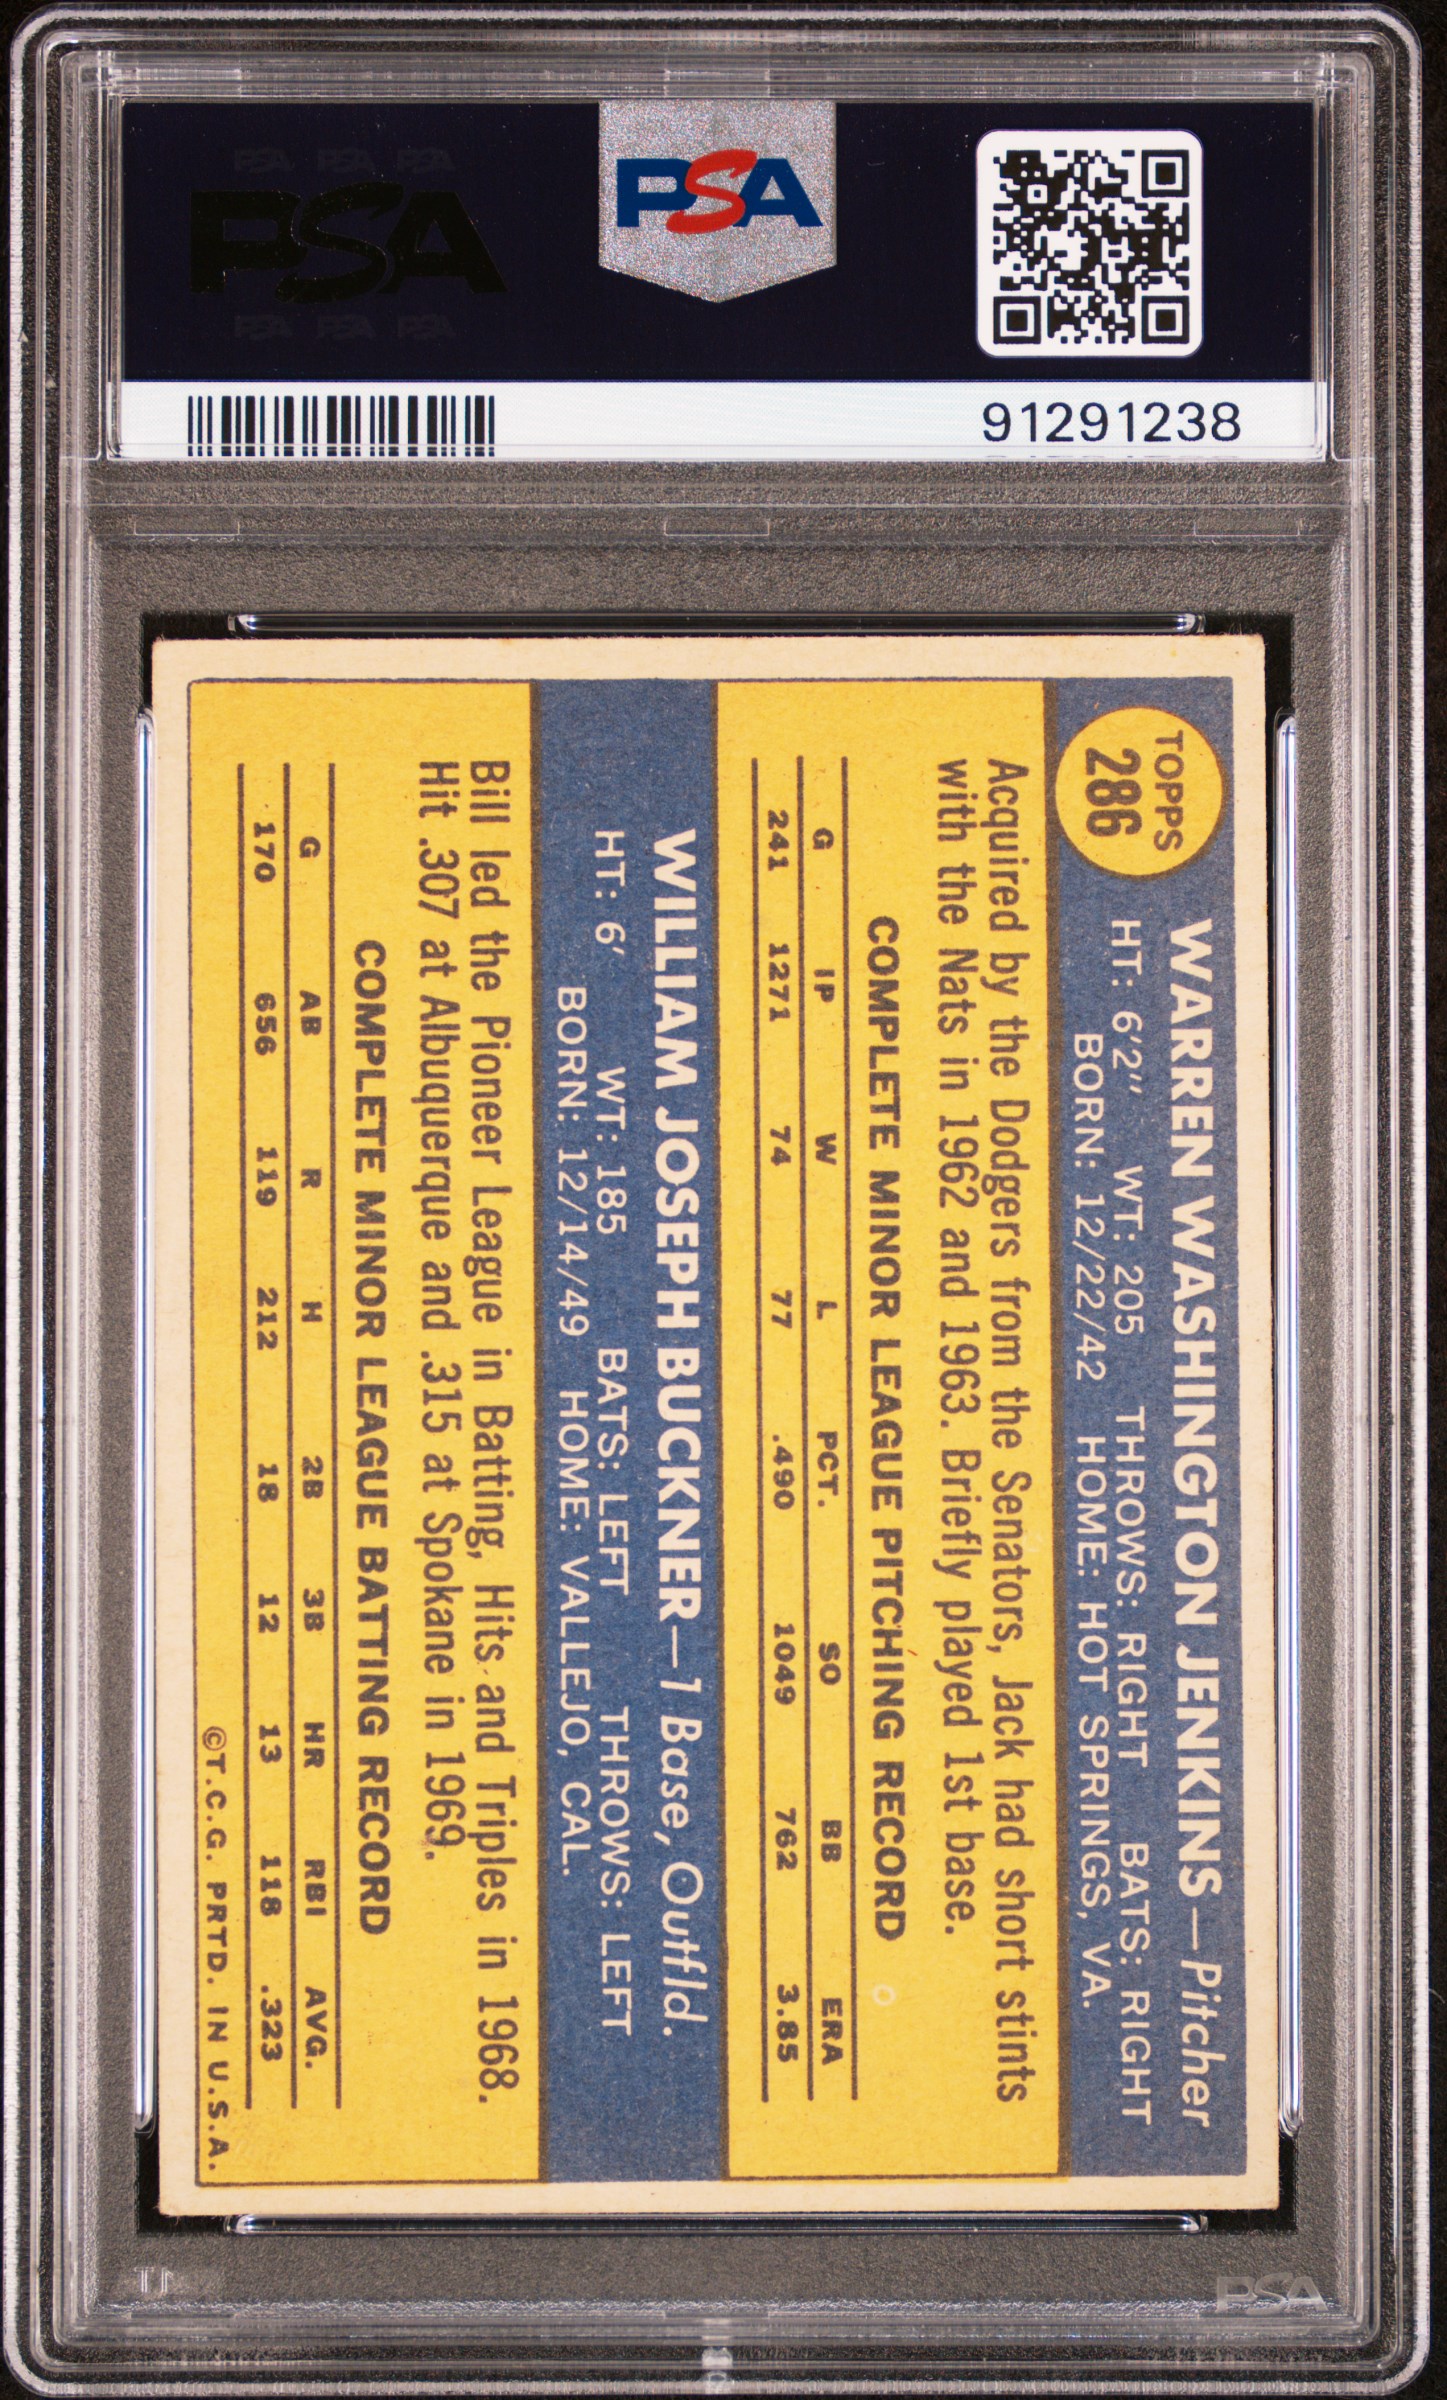 PSA PSA PSA
PSA
PSA PSA PSA
PSA
91291238
TOPPS
286
WARREN WASHINGTON JENKINS—Pitcher
HT: 6'2" WT: 205 THROWS: RIGHT BATS: RIGHT
BORN: 12/22/42 HOME: HOT SPRINGS, VA.
Acquired by the Dodgers from the Senators, Jack had short stints
with the Nats in 1962 and 1963. Briefly played 1st base.
COMPLETE MINOR LEAGUE PITCHING RECORD
G IP W L PCT. SO BB ERA
241 1271 74 77 .490 1049 762 3.85
WILLIAM JOSEPH BUCKNER—1 Base, Outfld.
HT: 6' WT: 185 BATS: LEFT THROWS: LEFT
BORN: 12/14/49 HOME: VALLEJO, CAL.
Bill led the Pioneer League in Batting, Hits and Triples in 1968.
Hit .307 at Albuquerque and .315 at Spokane in 1969.
COMPLETE MINOR LEAGUE BATTING RECORD
G AB R H 2B 3B HR RBI AVG.
170 656 119 212 18 12 13 118 .323
©T.C.G. PRTD. IN U.S.A.
PSA